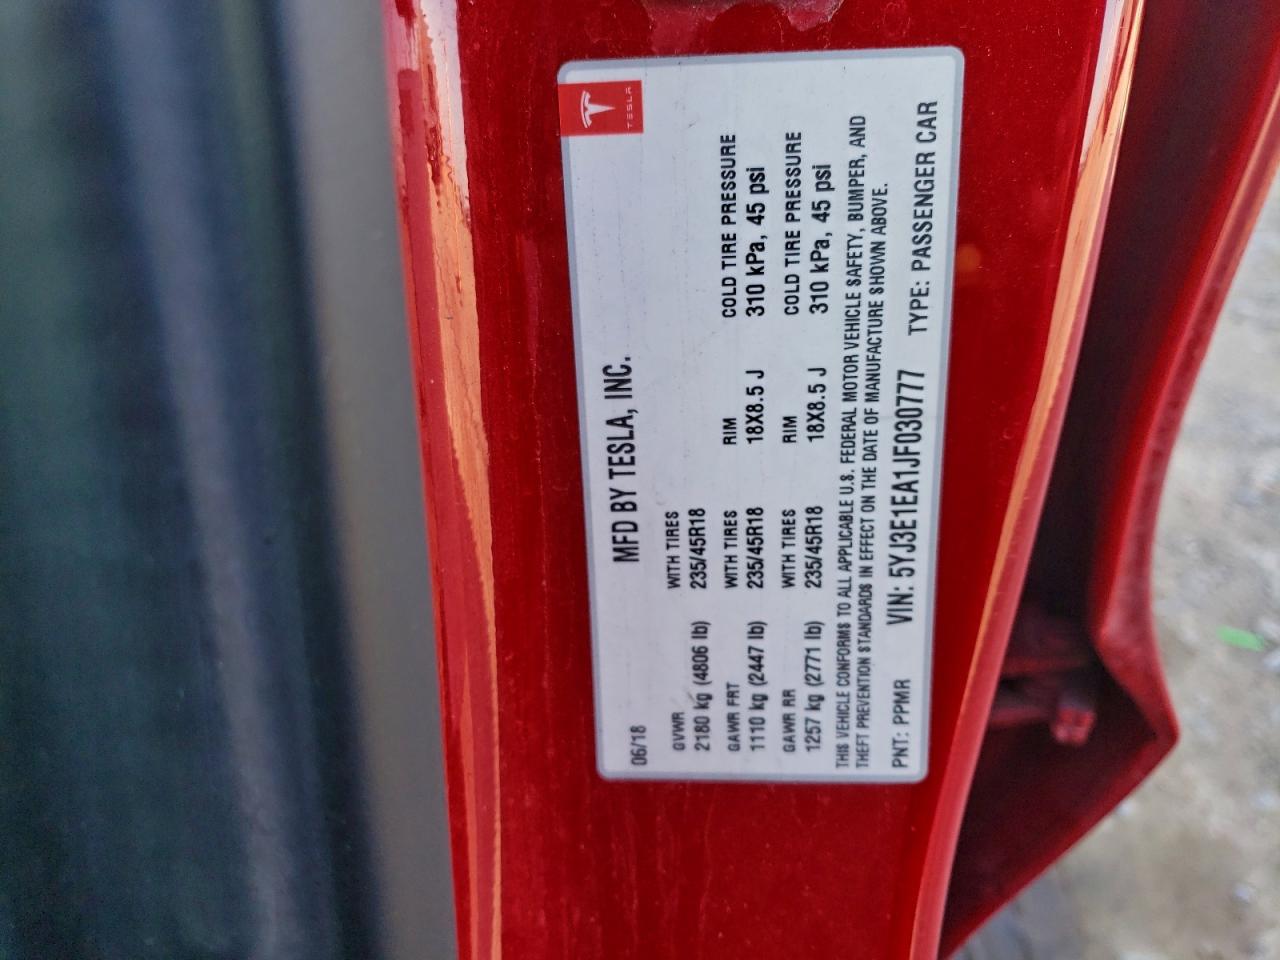 TESLA
MFD BY TESLA, INC.
06/18
GVWR WITH TIRES
2180 kg (4806 lb) 235/45R18
GAWR FRT WITH TIRES RIM COLD TIRE PRESSURE
1110 kg (2447 lb) 235/45R18 18X8.5 J 310 kPa, 45 psi
GAWR RR WITH TIRES RIM COLD TIRE PRESSURE
1257 kg (2771 lb) 235/45R18 18X8.5 J 310 kPa, 45 psi
THIS VEHICLE CONFORMS TO ALL APPLICABLE U.S. FEDERAL MOTOR VEHICLE SAFETY, BUMPER, AND
THEFT PREVENTION STANDARDS IN EFFECT ON THE DATE OF MANUFACTURE SHOWN ABOVE.
PNT: PPMR VIN: 5YJ3E1EA1JF030777 TYPE: PASSENGER CAR